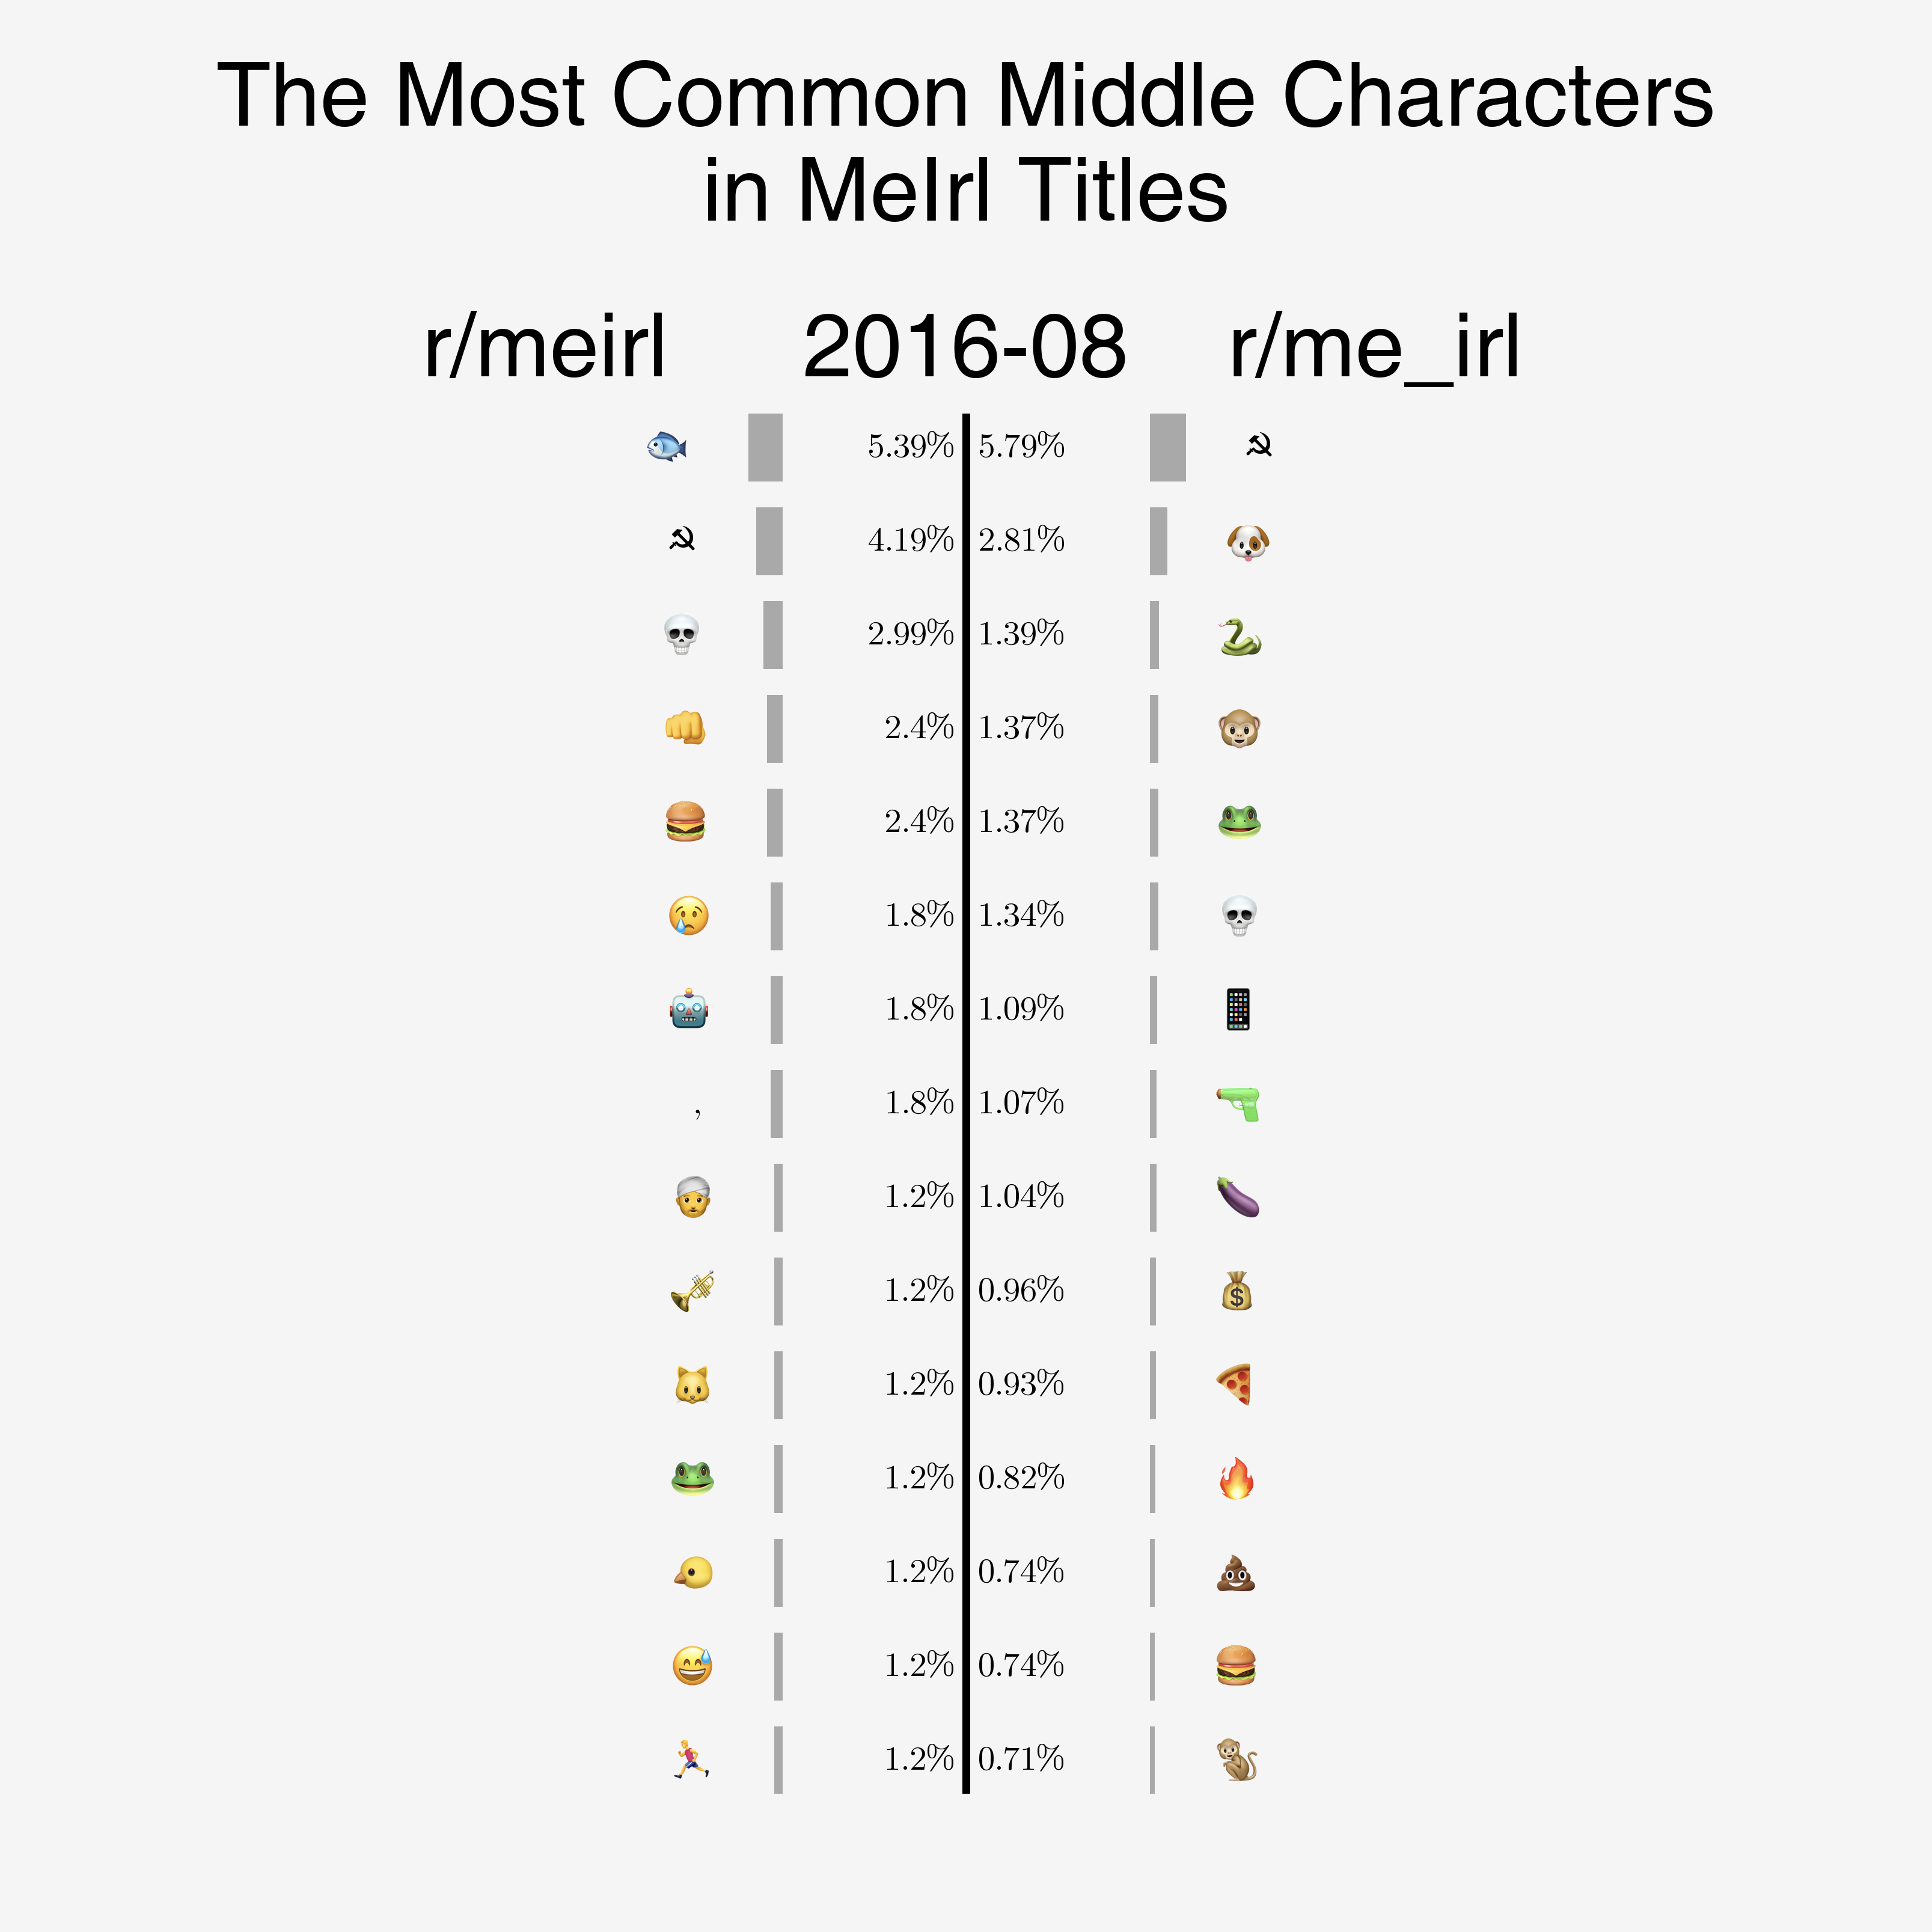 The Most Common Middle Characters
in MeIrl Titles
r/meirl 2016-08 r/me_irl
🐟 5.39% 5.79% ☭
☭ 4.19% 2.81% 🐶
💀 2.99% 1.39% 🐍
👊 2.4% 1.37% 🐵
🍔 2.4% 1.37% 🐸
😢 1.8% 1.34% 💀
🤖 1.8% 1.09% 📱
, 1.8% 1.07% 🔫
👳 1.2% 1.04% 🍆
🎺 1.2% 0.96% 💰
🐱 1.2% 0.93% 🍕
🐸 1.2% 0.82% 🔥
🐤 1.2% 0.74% 💩
😅 1.2% 0.74% 🍔
🏃 1.2% 0.71% 🐒